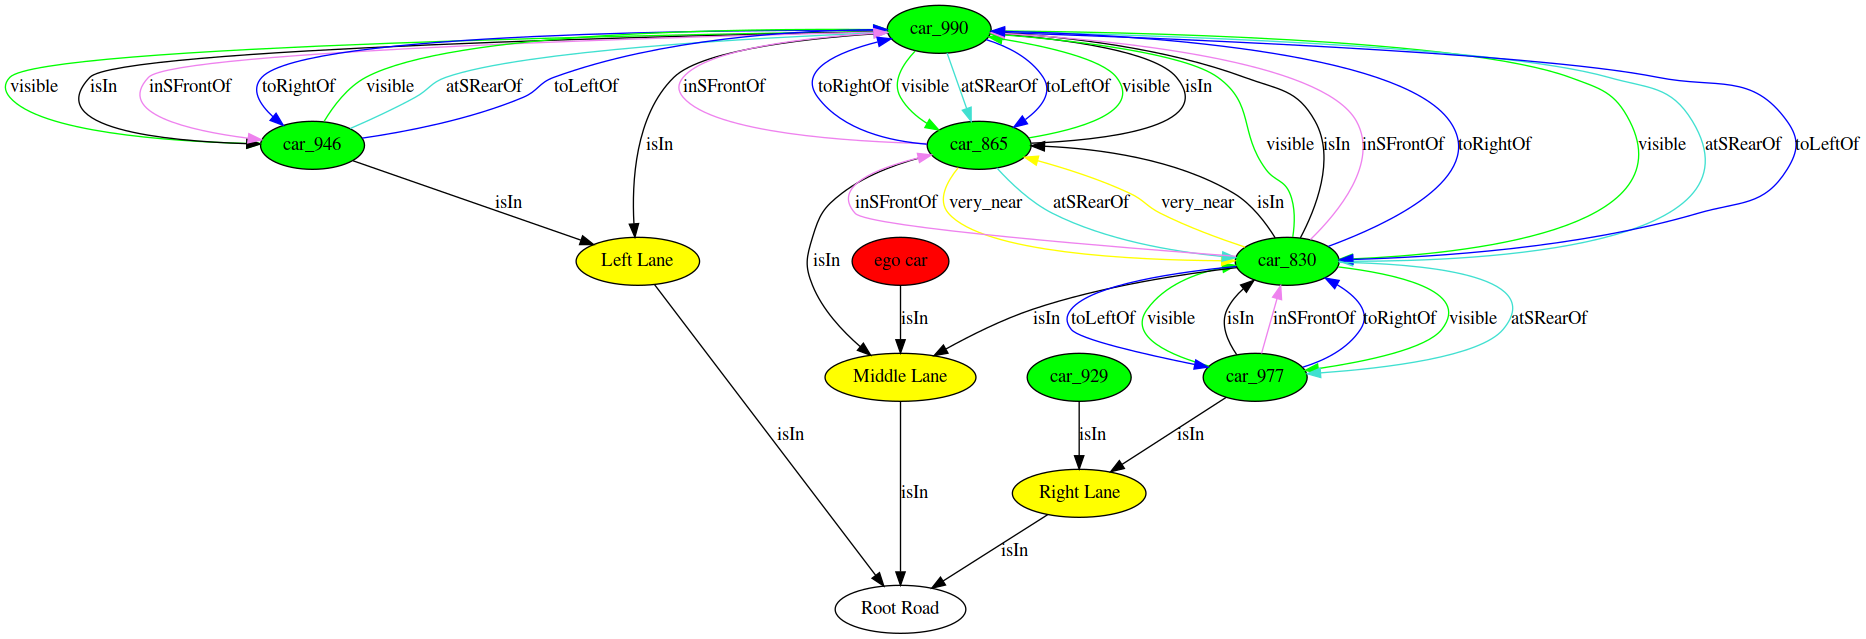 car_990
visible
isIn
inSFrontOf
toRightOf
visible
atSRearOf
toLeftOf
inSFrontOf
toRightOf
visible
atSRearOf
toLeftOf
visible
isIn
car_946
isIn
car_865
visible
isIn
inSFrontOf
toRightOf
visible
atSRearOf
toLeftOf
isIn
inSFrontOf
very_near
atSRearOf
very_near
isIn
Left Lane
isIn
ego car
car_830
isIn
isIn
toLeftOf
visible
isIn
inSFrontOf
toRightOf
visible
atSRearOf
Middle Lane
car_929
car_977
isIn
isIn
isIn
isIn
Right Lane
isIn
Root Road